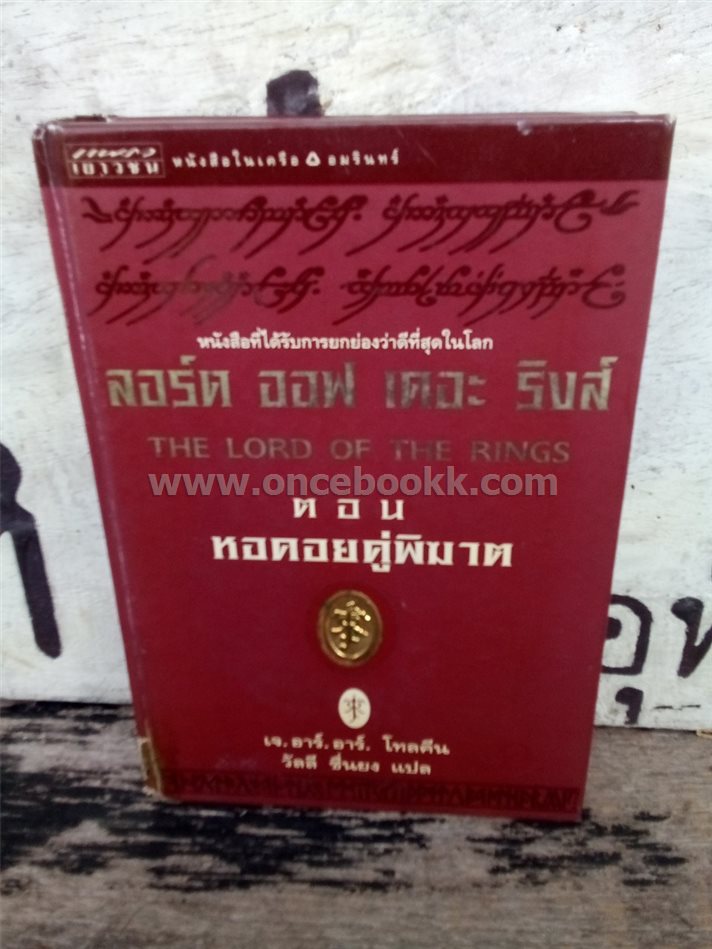 แพรว
เยาวชน
หนังสือในเครือ อมรินทร์
หนังสือที่ได้รับการยกย่องว่าดีที่สุดในโลก
ลอร์ด ออฟ เดอะ ริงส์
THE LORD OF THE RINGS
www.oncebookk.com
ตอน
หอคอยคู่พิฆาต
เจ.อาร์.อาร์. โทลคีน
วัลลี ชื่นยง แปล